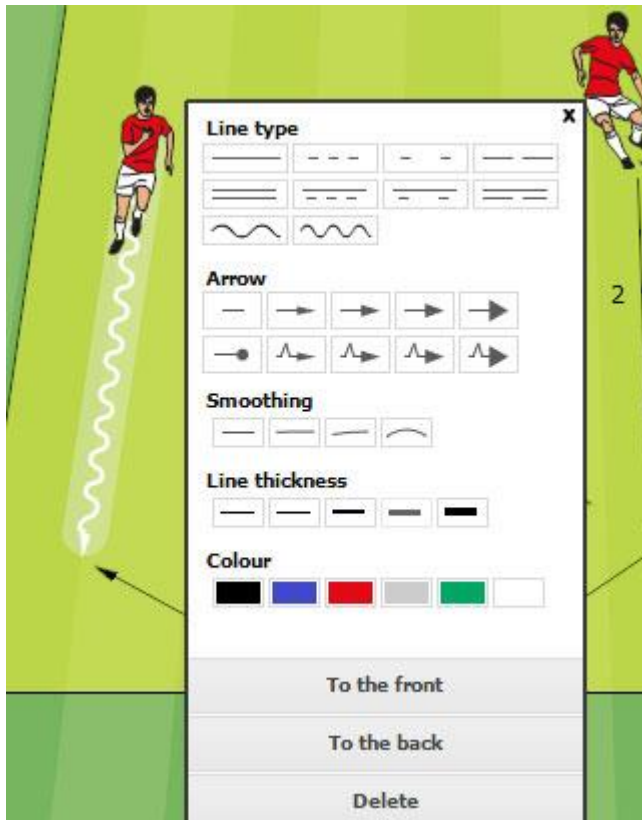 x
Line type
Arrow
2
Smoothing
Line thickness
Colour
To the front
To the back
Delete